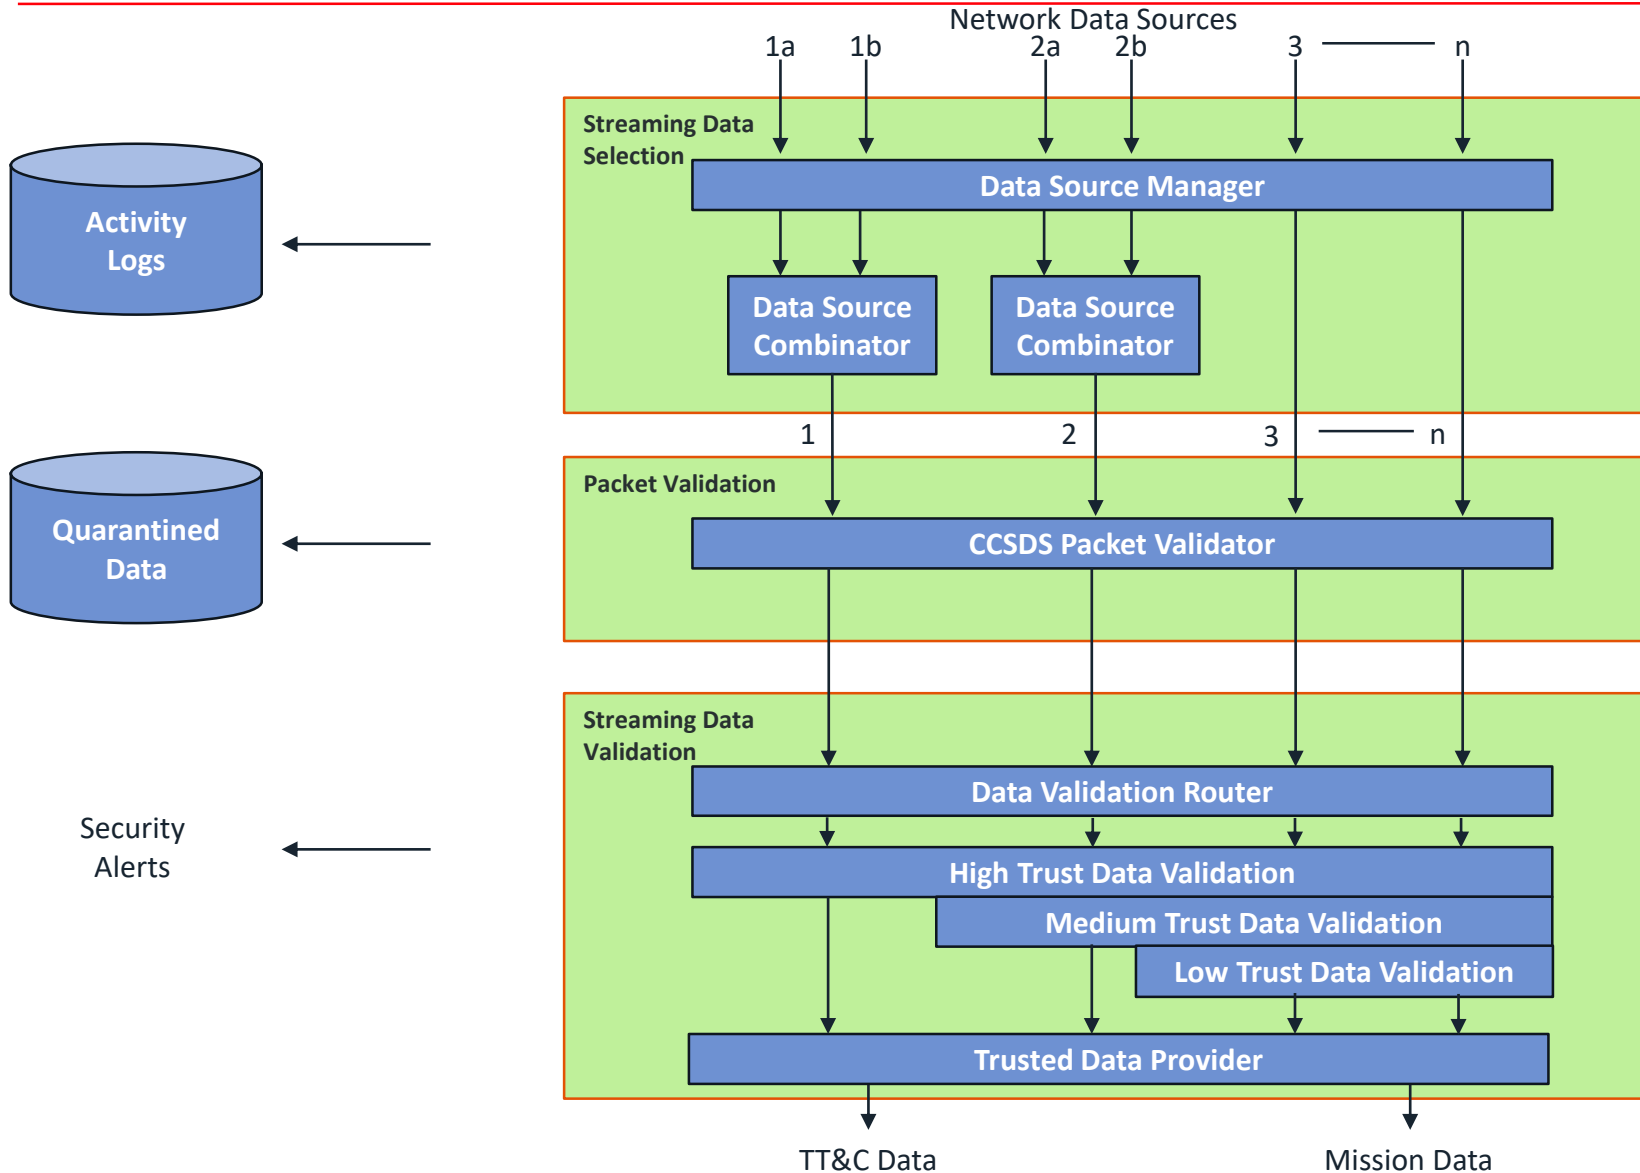 Network Data Sources
1a 1b 2a 2b 3 n
Streaming Data
Selection
Data Source Manager
Activity
Logs
Data Source
Combinator
Data Source
Combinator
1 2 3 n
Packet Validation
Quarantined
Data
CCSDS Packet Validator
Streaming Data
Validation
Data Validation Router
Security
Alerts
High Trust Data Validation
Medium Trust Data Validation
Low Trust Data Validation
Trusted Data Provider
TT&C Data
Mission Data